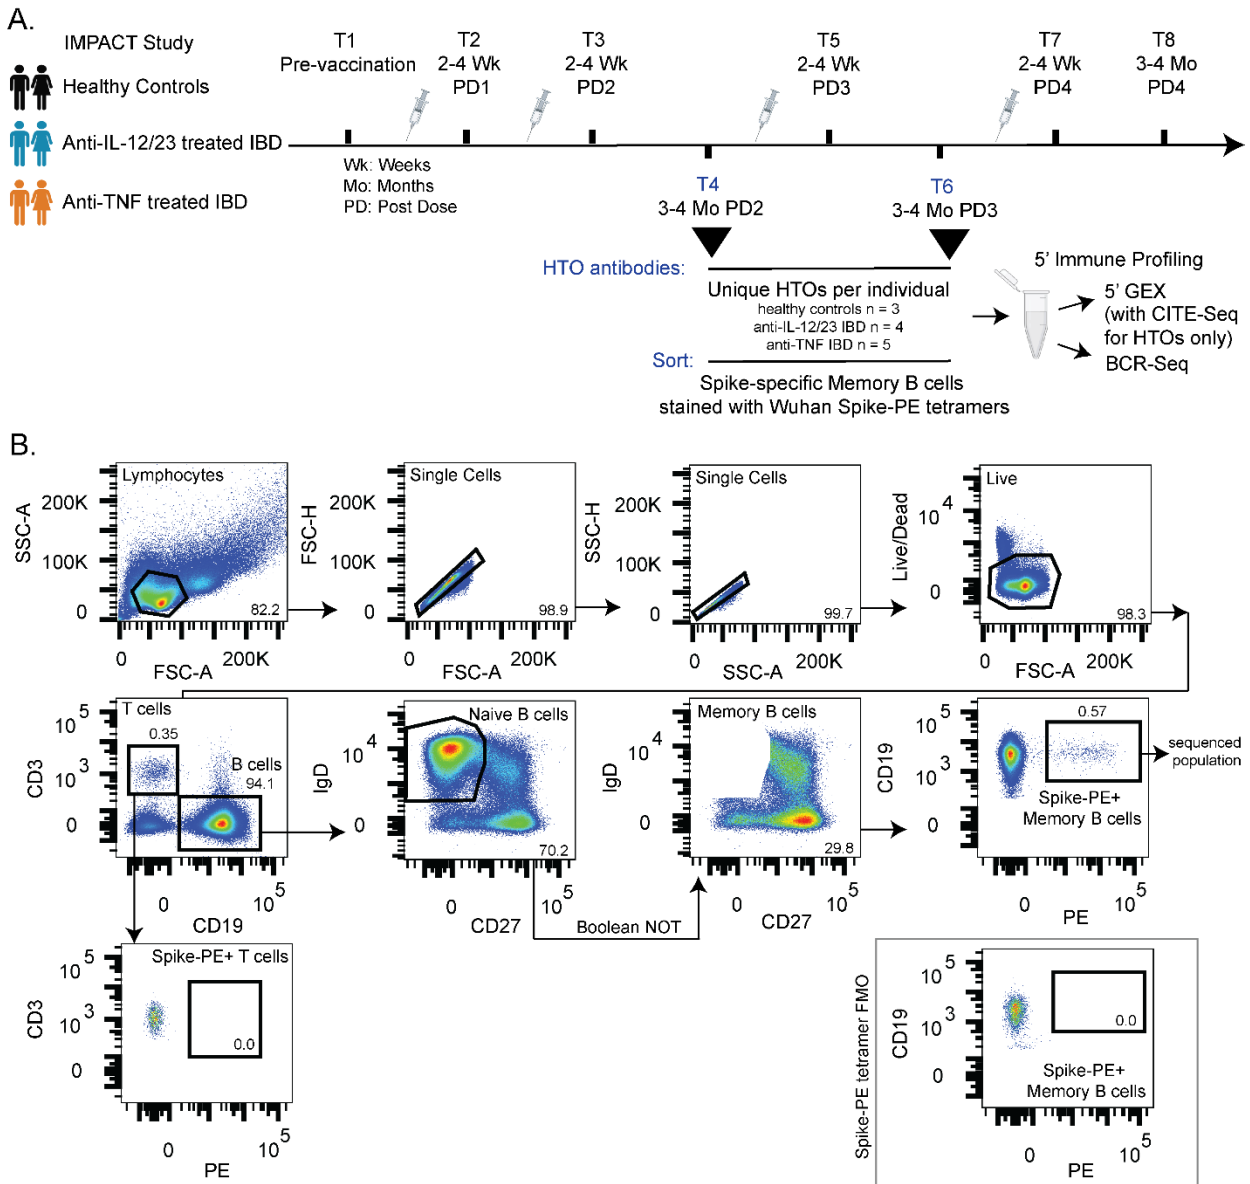 A.
IMPACT Study
Healthy Controls
Anti-IL-12/23 treated IBD
Anti-TNF treated IBD
T1
Pre-vaccination
T2
2-4 Wk
PD1
T3
2-4 Wk
PD2
T5
2-4 Wk
PD3
T7
2-4 Wk
PD4
T8
3-4 Mo
PD4
Wk: Weeks
Mo: Months
PD: Post Dose
T4
3-4 Mo PD2
T6
3-4 Mo PD3
HTO antibodies:
Unique HTOs per individual
healthy controls n = 3
anti-IL-12/23 IBD n = 4
anti-TNF IBD n = 5
Sort:
Spike-specific Memory B cells
stained with Wuhan Spike-PE tetramers
5' Immune Profiling
5' GEX
(with CITE-Seq
for HTOs only)
BCR-Seq
B.
Lymphocytes
SSC-A
200K
100K
0
82.2
0
200K
FSC-A
Single Cells
FSC-H
200K
100K
0
98.9
0
200K
FSC-A
Single Cells
SSC-H
200K
100K
0
99.7
0
200K
SSC-A
Live
Live/Dead
10 4
0
98.3
0
200K
FSC-A
T cells
0.35
B cells
94.1
CD3
10 5
10 3
0
0
10 5
CD19
Naive B cells
IgD
10 4
0
70.2
0
10 5
CD27
Boolean NOT
Memory B cells
IgD
10 4
0
29.8
0
10 5
CD27
0.57
CD19
10 5
10 3
0
Spike-PE+
Memory B cells
0
10 5
PE
sequenced
population
Spike-PE+ T cells
CD3
10 5
10 3
0
0.0
0
10 5
PE
Spike-PE tetramer FMO
CD19
10 5
10 3
0
0.0
Spike-PE+
Memory B cells
0
10 5
PE